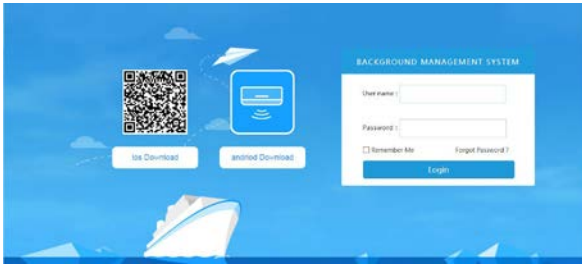 BACKGROUND MANAGEMENT SYSTEM
User name :
Password :
Remember Me
Forgot Password ?
Login
ios Download
andriod Download